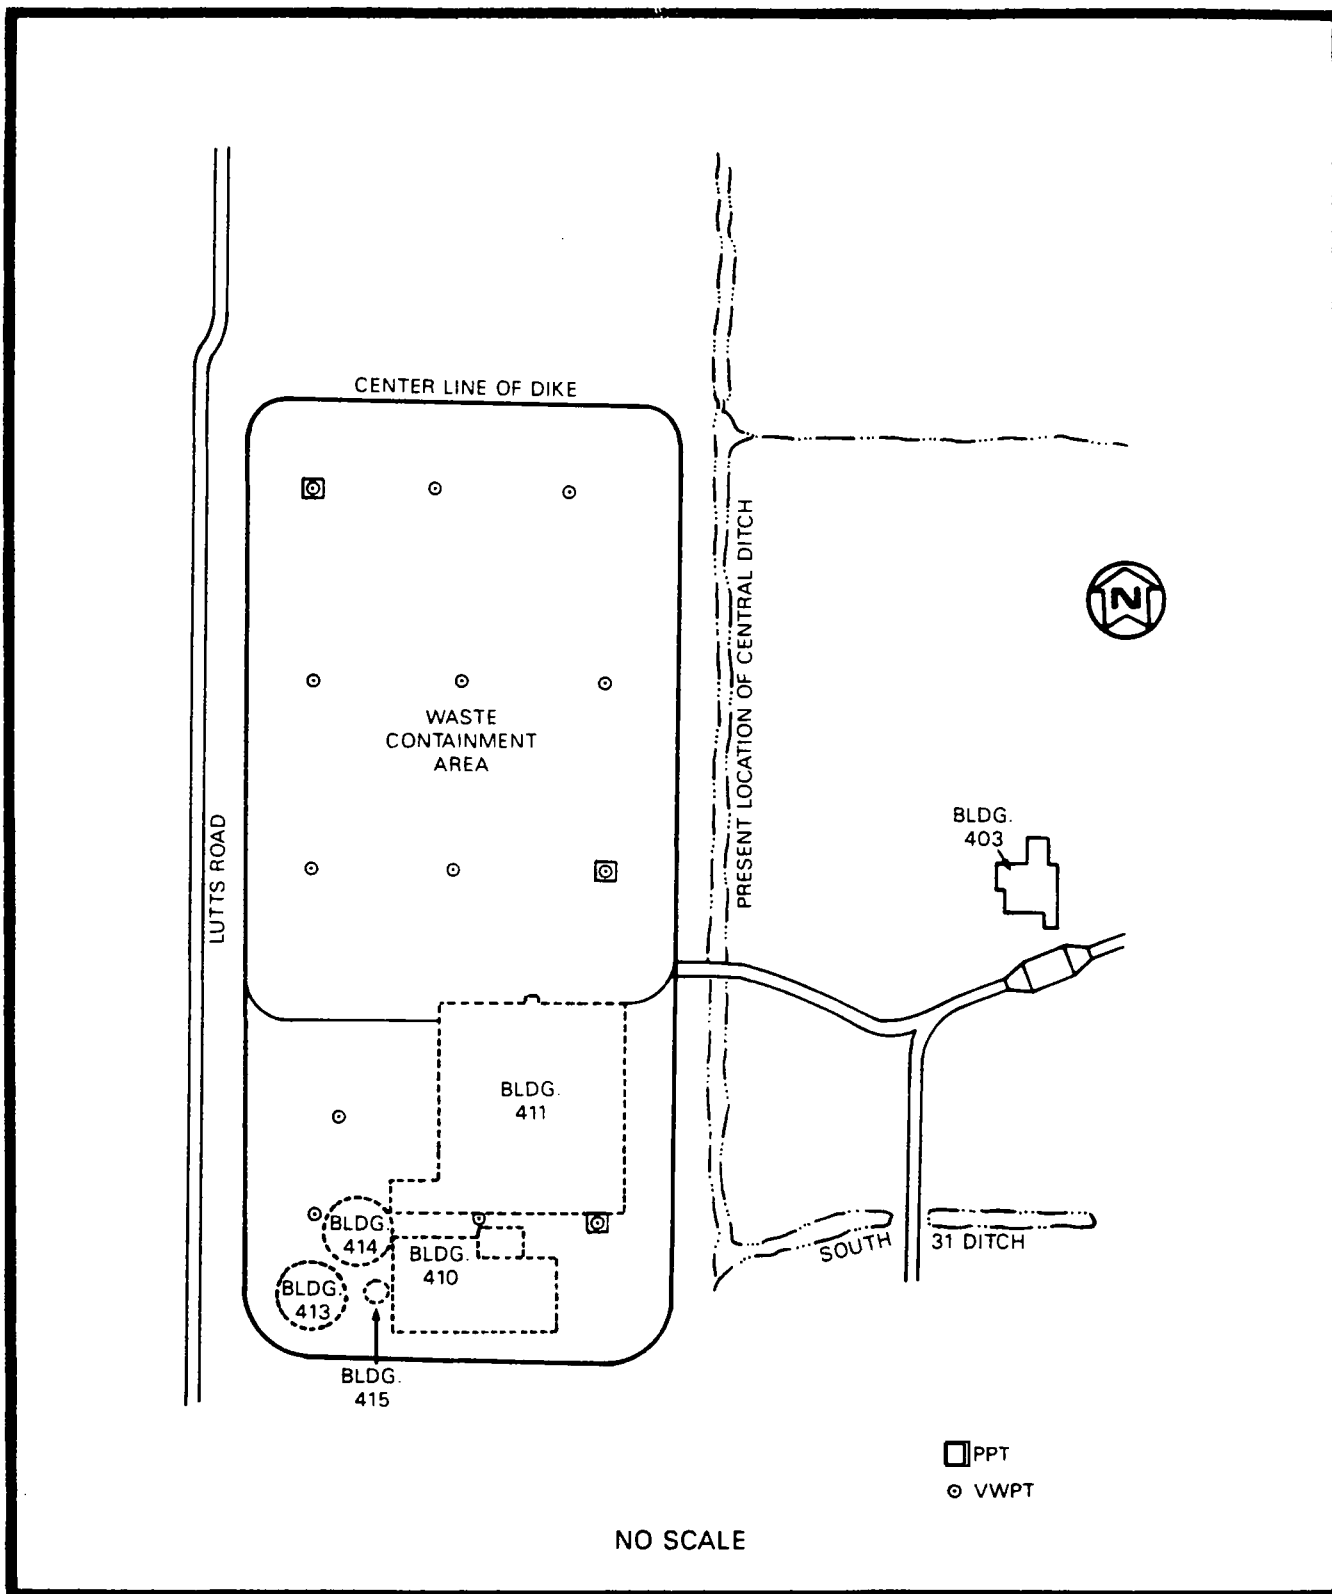 CENTER LINE OF DIKE
PRESENT LOCATION OF CENTRAL DITCH
N
WASTE
CONTAINMENT
AREA
LUTTS ROAD
BLDG.
403
BLDG.
411
BLDG.
414
BLDG.
410
SOUTH 31 DITCH
BLDG.
413
BLDG.
415
PPT
VWPT
NO SCALE